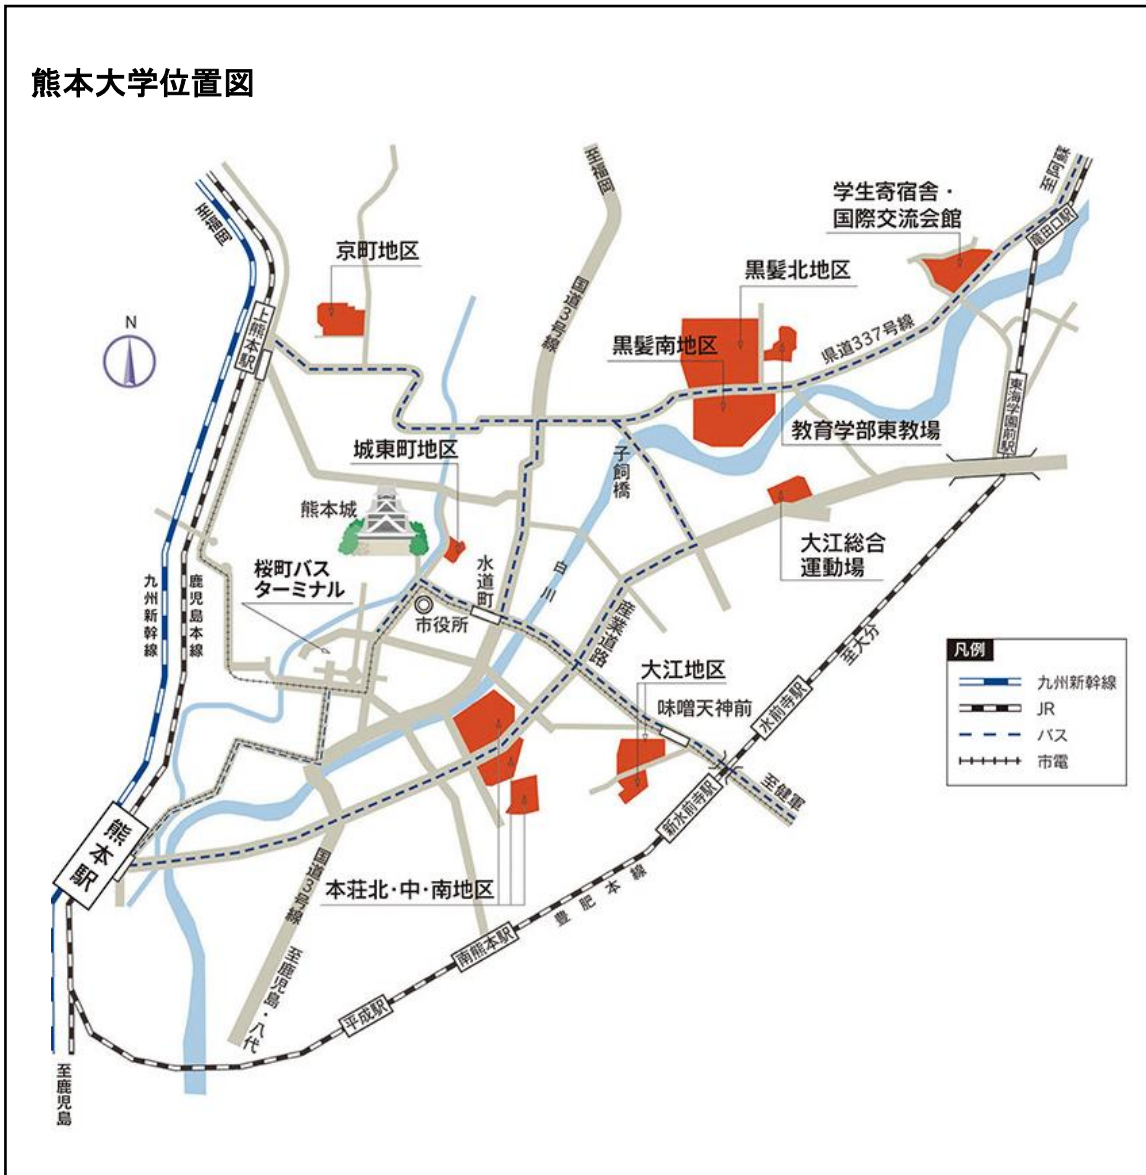 熊本大学位置図
至福岡
至福岡
至阿蘇
学生寄宿舎・
国際交流会館
竜田口駅
京町地区
黒髪北地区
国道3号線
N
上熊本駅
黒髪南地区
県道337号線
東海学園前駅
教育学部東教場
城東町地区
子飼橋
熊本城
大江総合
運動場
水道町
白川
桜町バス
ターミナル
九州新幹線
鹿児島本線
市役所
産業道路
至大分
大江地区
味噌天神前
水前寺駅
凡例
九州新幹線
JR
バス
市電
至健軍
新水前寺駅
熊本駅
国道3号線
本荘北・中・南地区
豊肥本線
南熊本駅
至鹿児島・八代
平成駅
至鹿児島